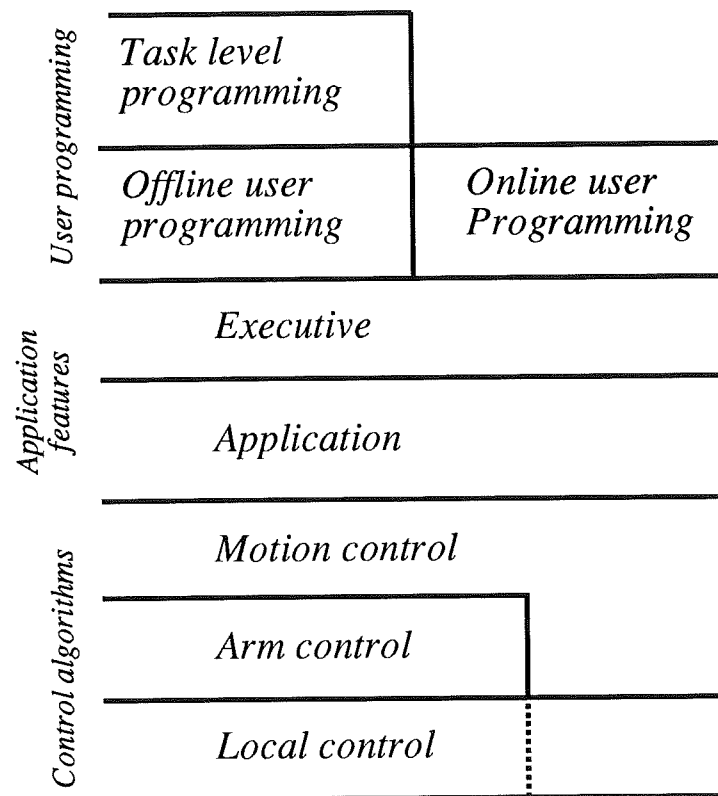 User programming
Task level
programming
Offline user
programming
Online user
Programming
Application
features
Executive
Application
Control algorithms
Motion control
Arm control
Local control